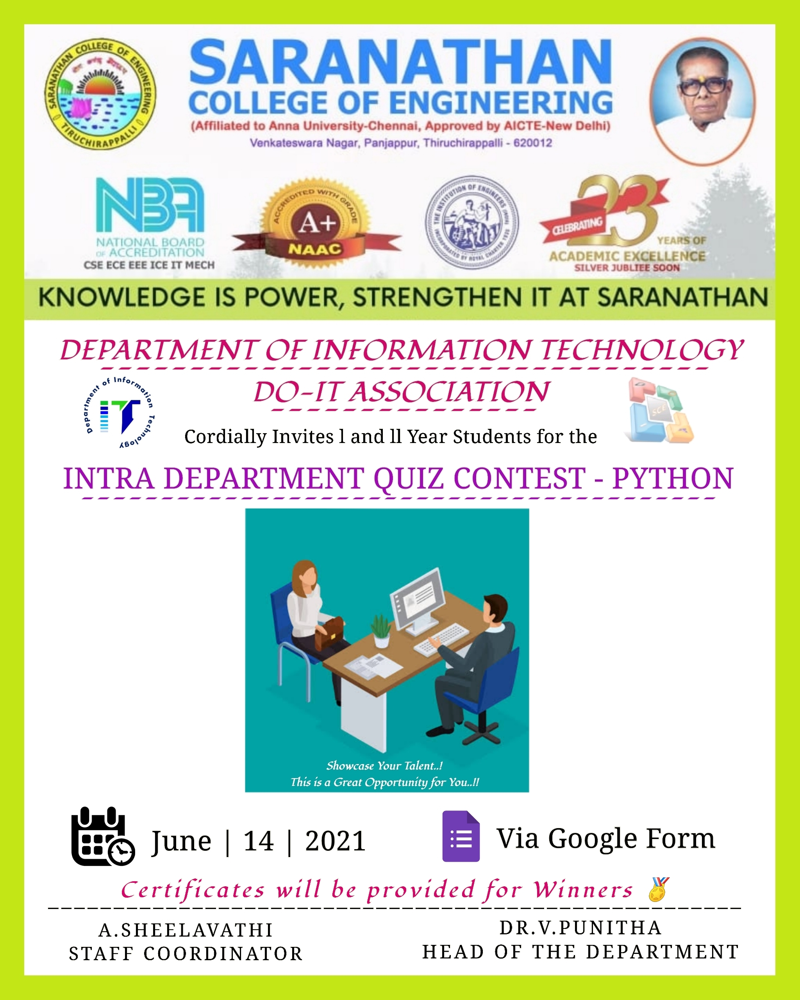 SARANATHAN COLLEGE OF ENGINEERING
TIRUCHIRAPPALLI
SARANATHAN
COLLEGE OF ENGINEERING
(Affiliated to Anna University-Chennai, Approved by AICTE-New Delhi)
Venkateswara Nagar, Panjappur, Thiruchirappalli - 620012
NBA
NATIONAL BOARD
OF ACCREDITATION
CSE ECE EEE ICE IT MECH
ACCREDITED WITH GRADE
A+
NAAC
THE INSTITUTION OF ENGINEERS (INDIA)
INCORPORATED BY ROYAL CHARTER 1935
CELEBRATING
23
YEARS OF
ACADEMIC EXCELLENCE
SILVER JUBLIEE SOON
KNOWLEDGE IS POWER, STRENGTHEN IT AT SARANATHAN
DEPARTMENT OF INFORMATION TECHNOLOGY
DO-IT ASSOCIATION
Department of Information Technology
IT
SCE
Cordially Invites l and ll Year Students for the
INTRA DEPARTMENT QUIZ CONTEST - PYTHON
Showcase Your Talent..!
This is a Great Opportunity for You..!!
June | 14 | 2021
Via Google Form
Certificates will be provided for Winners 🏅
A.SHEELAVATHI
STAFF COORDINATOR
DR.V.PUNITHA
HEAD OF THE DEPARTMENT